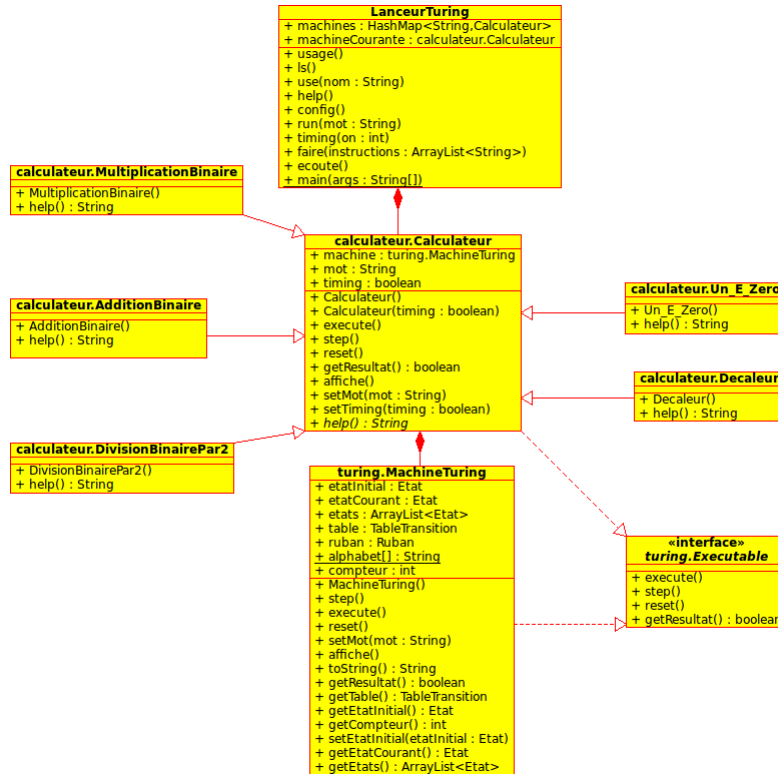 LanceurTuring
+ machines : HashMap<String,Calculateur>
+ machineCourante : calculateur.Calculateur
+ usage()
+ ls()
+ use(nom : String)
+ help()
+ config()
+ run(mot : String)
+ timing(on : int)
+ faire(instructions : ArrayList<String>)
+ ecoute()
+ main(args : String[])
calculateur.MultiplicationBinaire
+ MultiplicationBinaire()
+ help() : String
calculateur.AdditionBinaire
+ AdditionBinaire()
+ help() : String
calculateur.DivisionBinairePar2
+ DivisionBinairePar2()
+ help() : String
calculateur.Calculateur
+ machine : turing.MachineTuring
+ mot : String
+ timing : boolean
+ Calculateur()
+ Calculateur(timing : boolean)
+ execute()
+ step()
+ reset()
+ getResultat() : boolean
+ affiche()
+ setMot(mot : String)
+ setTiming(timing : boolean)
+ help() : String
calculateur.Un_E_Zero
+ Un_E_Zero()
+ help() : String
calculateur.Decaleur
+ Decaleur()
+ help() : String
turing.MachineTuring
+ etatInitial : Etat
+ etatCourant : Etat
+ etats : ArrayList<Etat>
+ table : TableTransition
+ ruban : Ruban
+ alphabet[] : String
+ compteur : int
+ MachineTuring()
+ step()
+ execute()
+ reset()
+ setMot(mot : String)
+ affiche()
+ toString() : String
+ getResultat() : boolean
+ getTable() : TableTransition
+ getEtatInitial() : Etat
+ getCompteur() : int
+ setEtatInitial(etatInitial : Etat)
+ getEtatCourant() : Etat
+ getEtats() : ArrayList<Etat>
«interface»
turing.Executable
+ execute()
+ step()
+ reset()
+ getResultat() : boolean